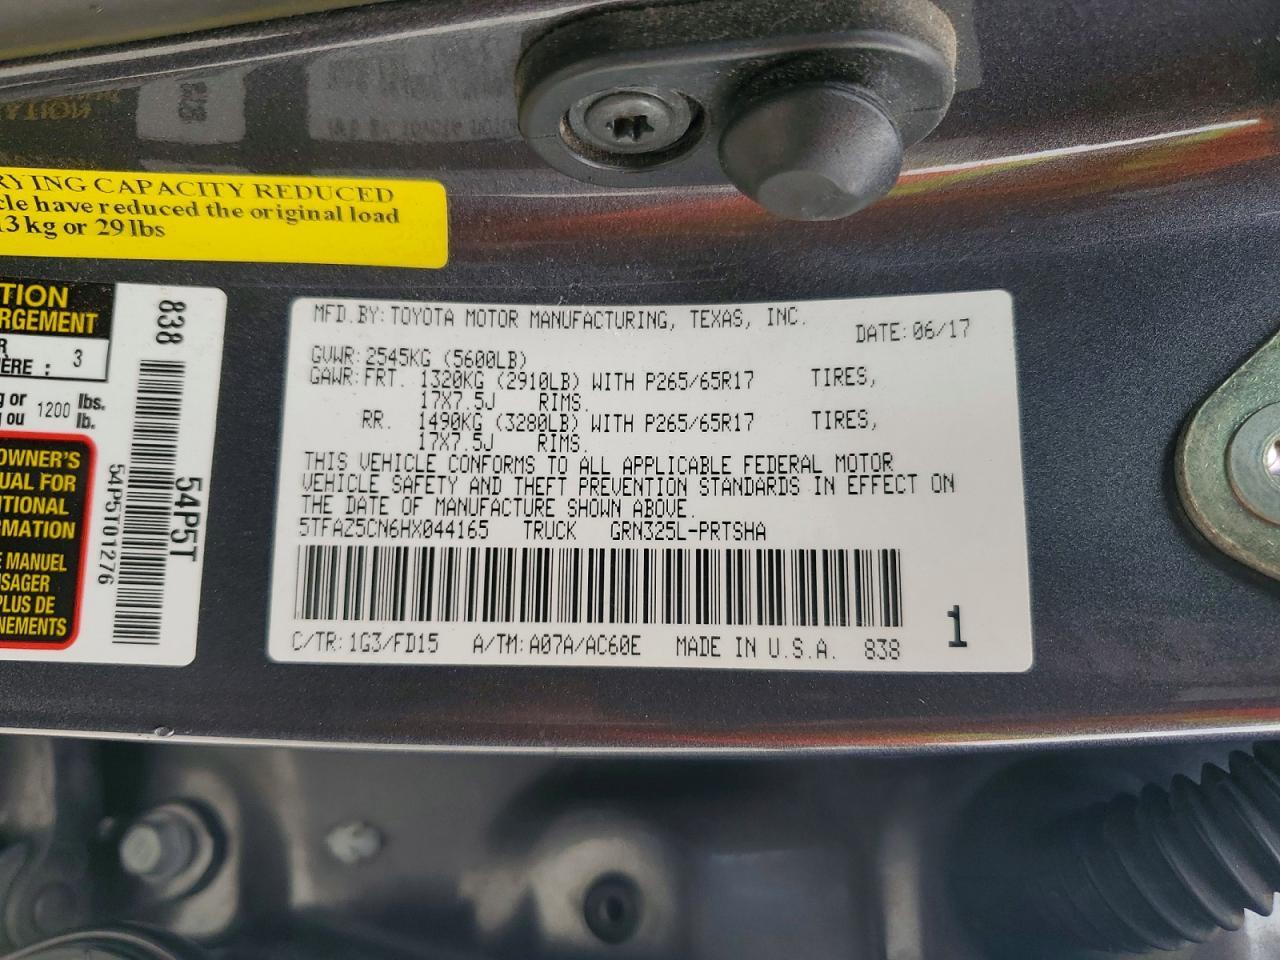 RYING CAPACITY REDUCED
cle have reduced the original load
13 kg or 29 lbs
TION
RGEMENT
R
ÈRE : 3
g or 1200 lbs.
g ou lb.
OWNER'S
UAL FOR
ITIONAL
RMATION
E MANUEL
SAGER
PLUS DE
NEMENTS
838
54P5T
54P5T01276
MFD.BY:TOYOTA MOTOR MANUFACTURING, TEXAS, INC.
DATE:06/17
GVWR:2545KG (5600LB)
GAWR:FRT. 1320KG (2910LB) WITH P265/65R17 TIRES,
17X7.5J RIMS.
RR. 1490KG (3280LB) WITH P265/65R17 TIRES,
17X7.5J RIMS.
THIS VEHICLE CONFORMS TO ALL APPLICABLE FEDERAL MOTOR
VEHICLE SAFETY AND THEFT PREVENTION STANDARDS IN EFFECT ON
THE DATE OF MANUFACTURE SHOWN ABOVE.
5TFAZ5CN6HX044165 TRUCK GRN325L-PRTSHA
C/TR:1G3/FD15 A/TM:A07A/AC60E MADE IN U.S.A. 838
1